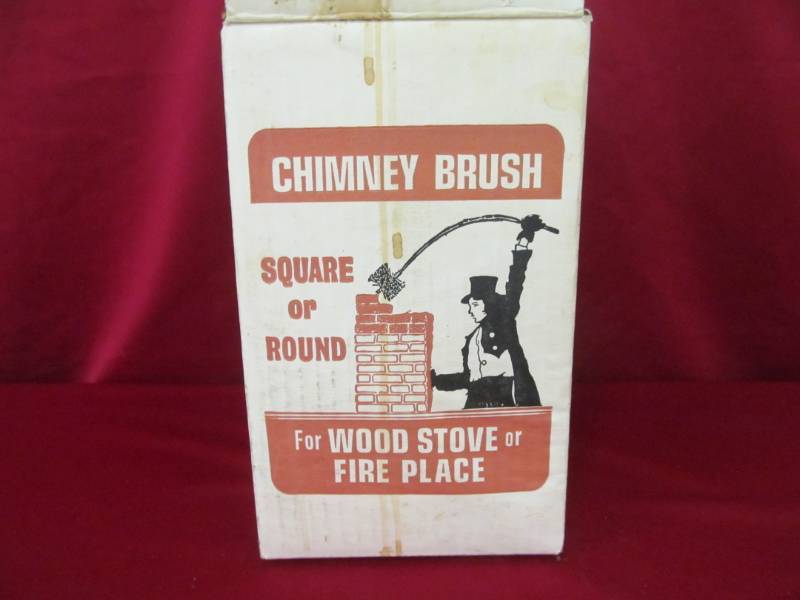 CHIMNEY BRUSH
SQUARE
or
ROUND
For WOOD STOVE or
FIRE PLACE